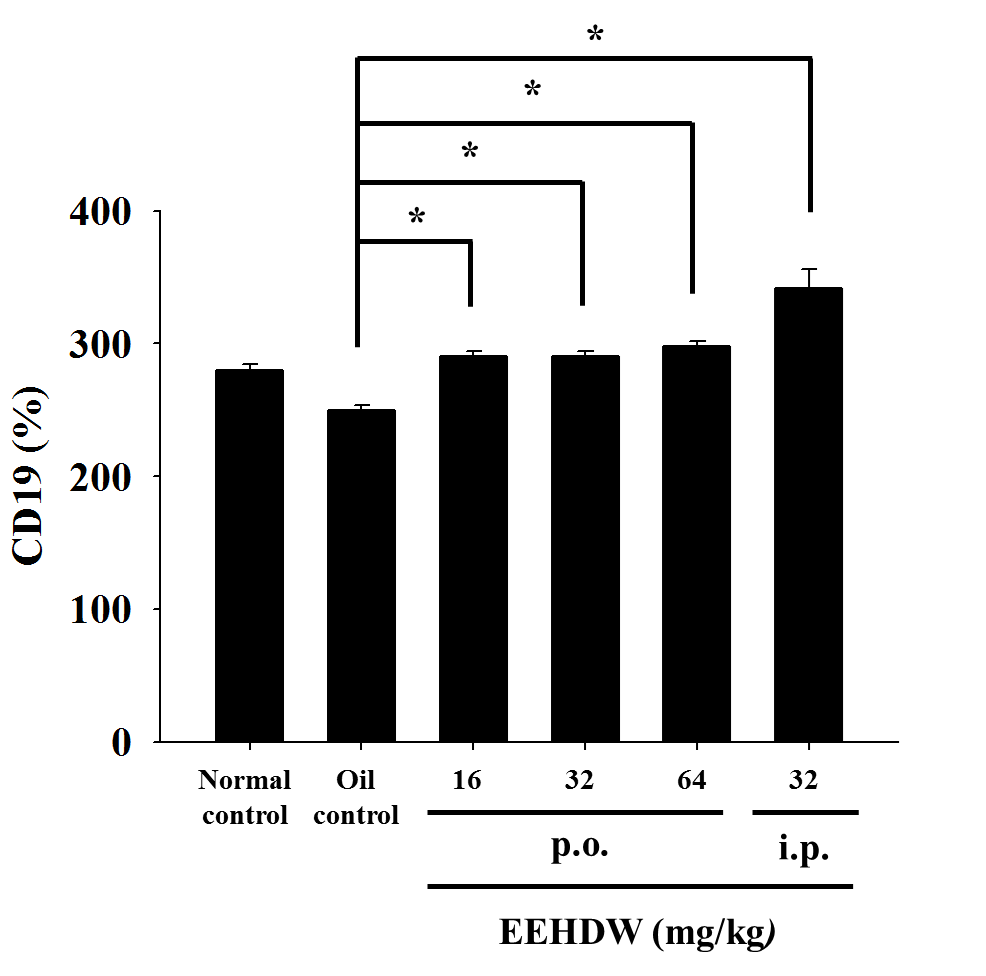 *
*
*
*
400
300
200
100
0
CD19 (%)
Normal control
Oil control
16
32
64
32
p.o.
i.p.
EEHDW (mg/kg)